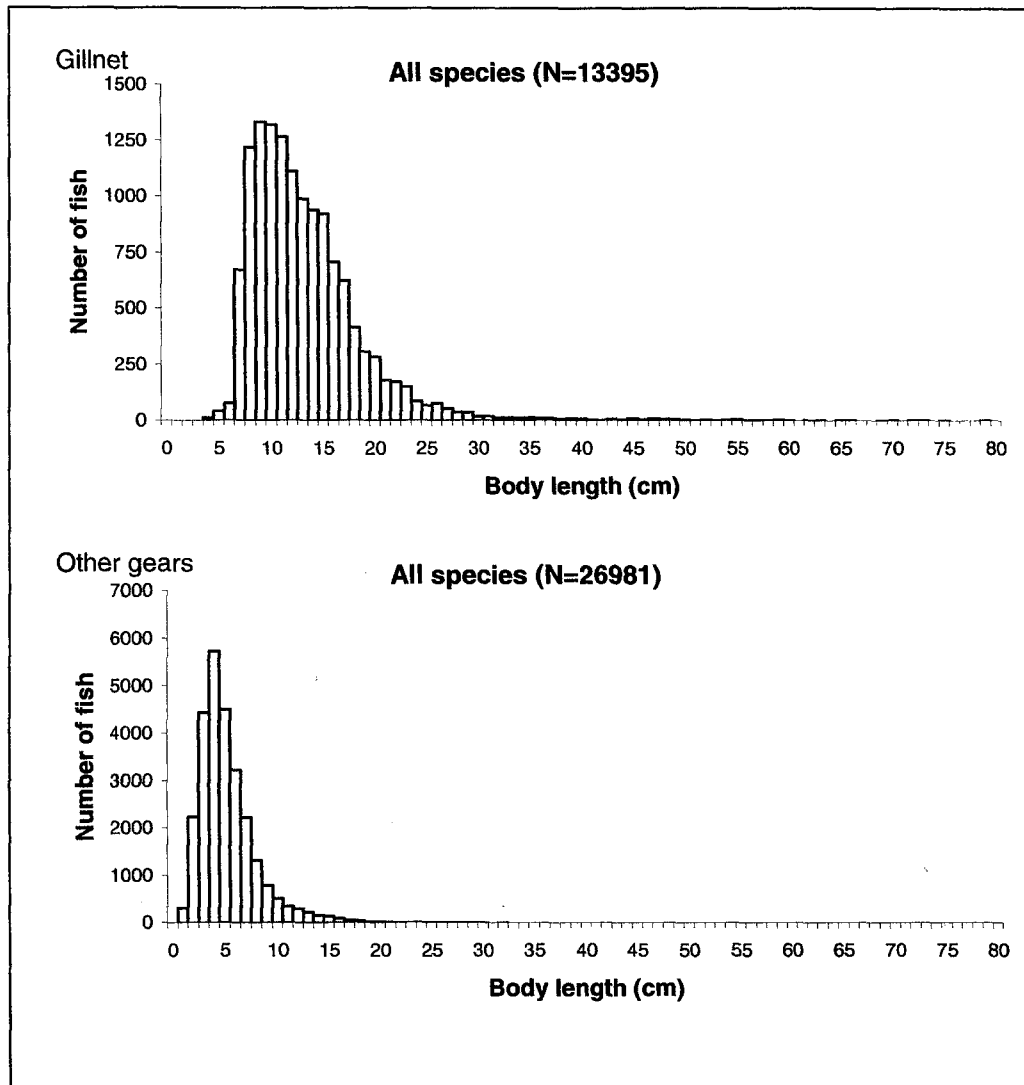 Gillnet
All species (N=13395)
Number of fish
1500
1250
1000
750
500
250
0
0 5 10 15 20 25 30 35 40 45 50 55 60 65 70 75 80
Body length (cm)
Other gears
All species (N=26981)
Number of fish
7000
6000
5000
4000
3000
2000
1000
0
0 5 10 15 20 25 30 35 40 45 50 55 60 65 70 75 80
Body length (cm)